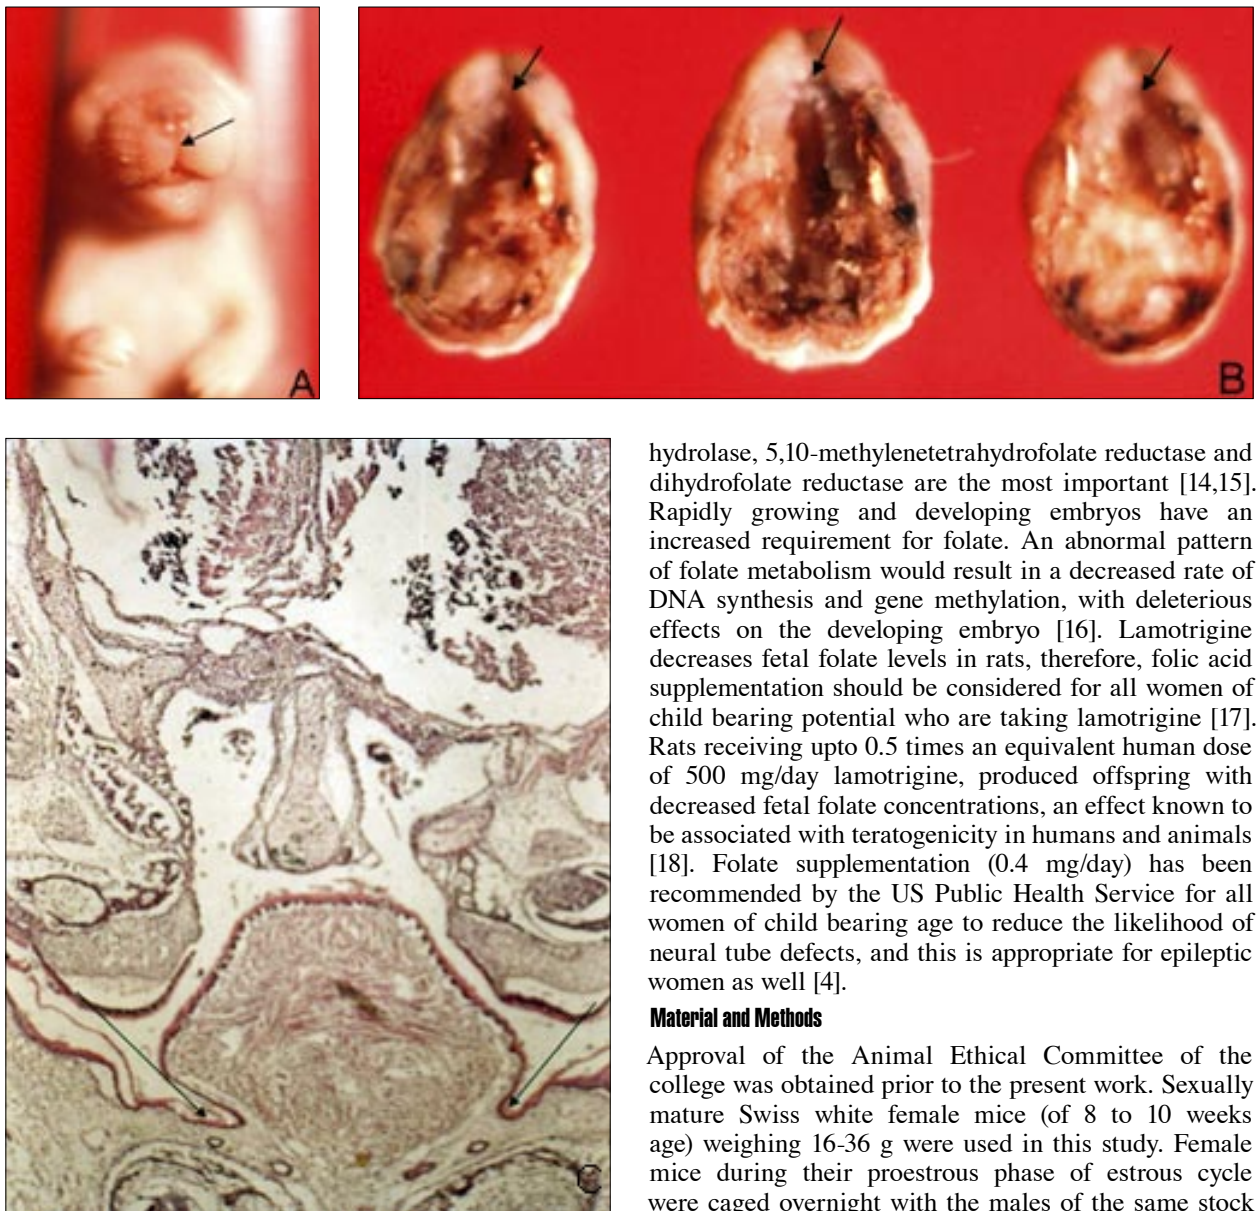 A
B
C
hydrolase, 5,10-methylenetetrahydrofolate reductase and
dihydrofolate reductase are the most important [14,15].
Rapidly growing and developing embryos have an
increased requirement for folate. An abnormal pattern
of folate metabolism would result in a decreased rate of
DNA synthesis and gene methylation, with deleterious
effects on the developing embryo [16]. Lamotrigine
decreases fetal folate levels in rats, therefore, folic acid
supplementation should be considered for all women of
child bearing potential who are taking lamotrigine [17].
Rats receiving upto 0.5 times an equivalent human dose
of 500 mg/day lamotrigine, produced offspring with
decreased fetal folate concentrations, an effect known to
be associated with teratogenicity in humans and animals
[18]. Folate supplementation (0.4 mg/day) has been
recommended by the US Public Health Service for all
women of child bearing age to reduce the likelihood of
neural tube defects, and this is appropriate for epileptic
women as well [4].
Material and Methods
Approval of the Animal Ethical Committee of the
college was obtained prior to the present work. Sexually
mature Swiss white female mice (of 8 to 10 weeks
age) weighing 16-36 g were used in this study. Female
mice during their proestrous phase of estrous cycle
were caged overnight with the males of the same stock